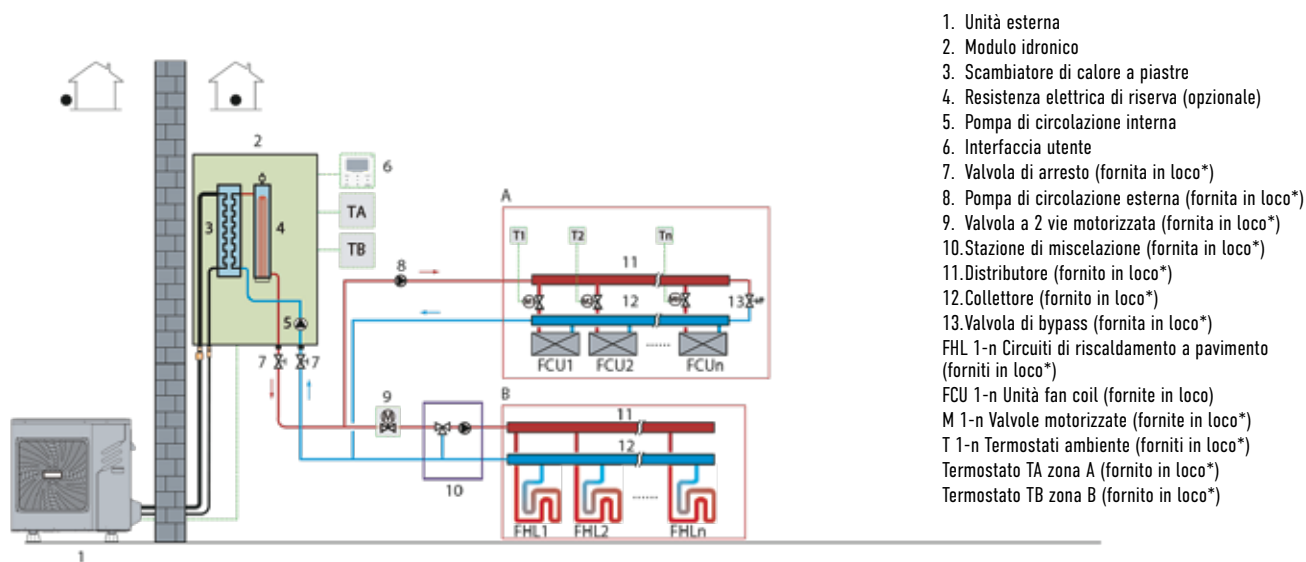 2
6
3
4
TA
TB
5
7
7
1
A
T1
T2
Tn
8
11
12
13
FCU1
FCU2
......
FCUn
9
M
10
B
11
12
......
FHL1
FHL2
FHLn
1. Unità esterna
2. Modulo idronico
3. Scambiatore di calore a piastre
4. Resistenza elettrica di riserva (opzionale)
5. Pompa di circolazione interna
6. Interfaccia utente
7. Valvola di arresto (fornita in loco*)
8. Pompa di circolazione esterna (fornita in loco*)
9. Valvola a 2 vie motorizzata (fornita in loco*)
10.Stazione di miscelazione (fornita in loco*)
11.Distributore (fornito in loco*)
12.Collettore (fornito in loco*)
13.Valvola di bypass (fornita in loco*)
FHL 1-n Circuiti di riscaldamento a pavimento
(forniti in loco*)
FCU 1-n Unità fan coil (fornite in loco)
M 1-n Valvole motorizzate (fornite in loco*)
T 1-n Termostati ambiente (forniti in loco*)
Termostato TA zona A (fornito in loco*)
Termostato TB zona B (fornito in loco*)